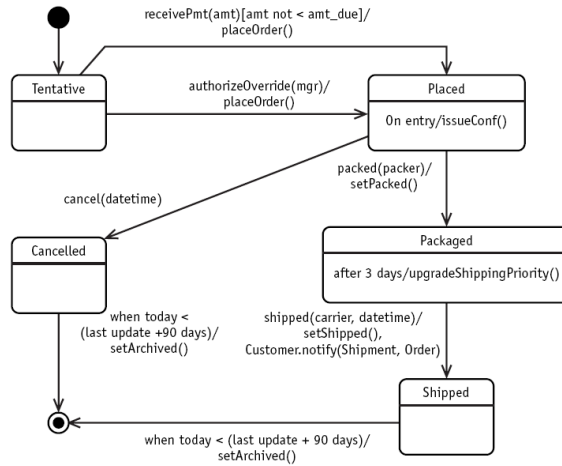 receivePmt(amt)[amt not < amt_due]/
placeOrder()
Tentative
Placed
authorizeOverride(mgr)/
placeOrder()
On entry/issueConf()
packed(packer)/
setPacked()
cancel(datetime)
Cancelled
Packaged
after 3 days/upgradeShippingPriority()
when today <
(last update +90 days)/
setArchived()
shipped(carrier, datetime)/
setShipped(),
Customer.notify(Shipment, Order)
Shipped
when today < (last update + 90 days)/
setArchived()